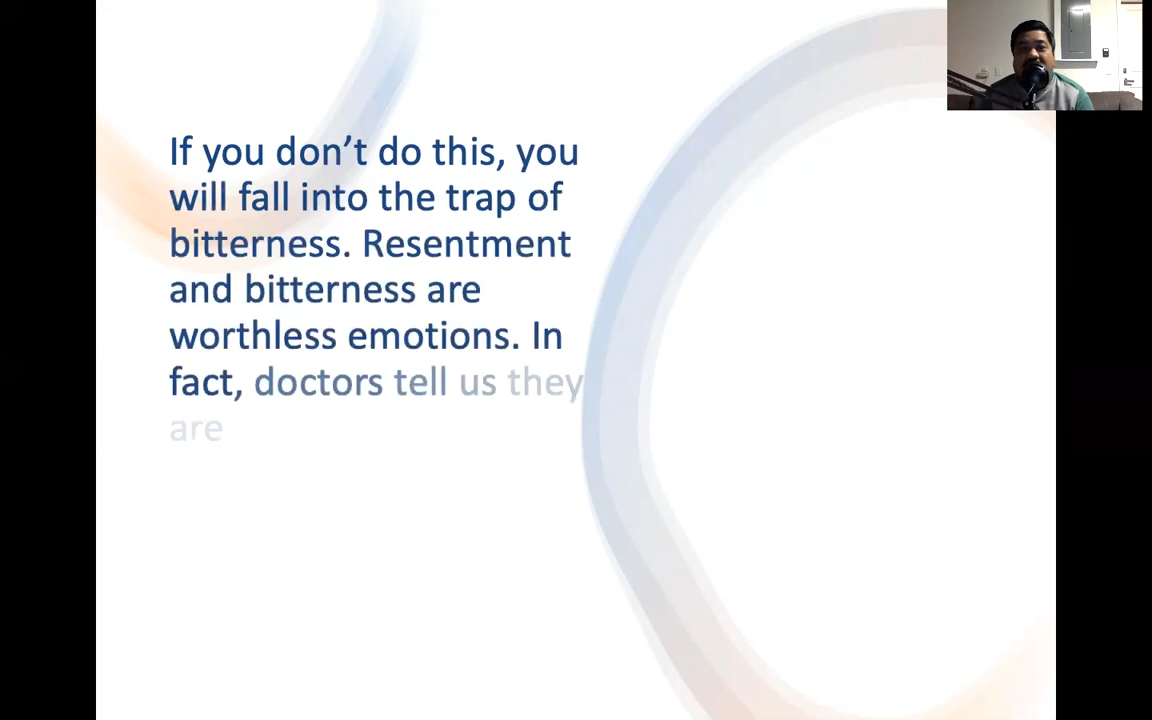 If you don’t do this, you
will fall into the trap of
bitterness. Resentment
and bitterness are
worthless emotions. In
fact, doctors tell us they
are